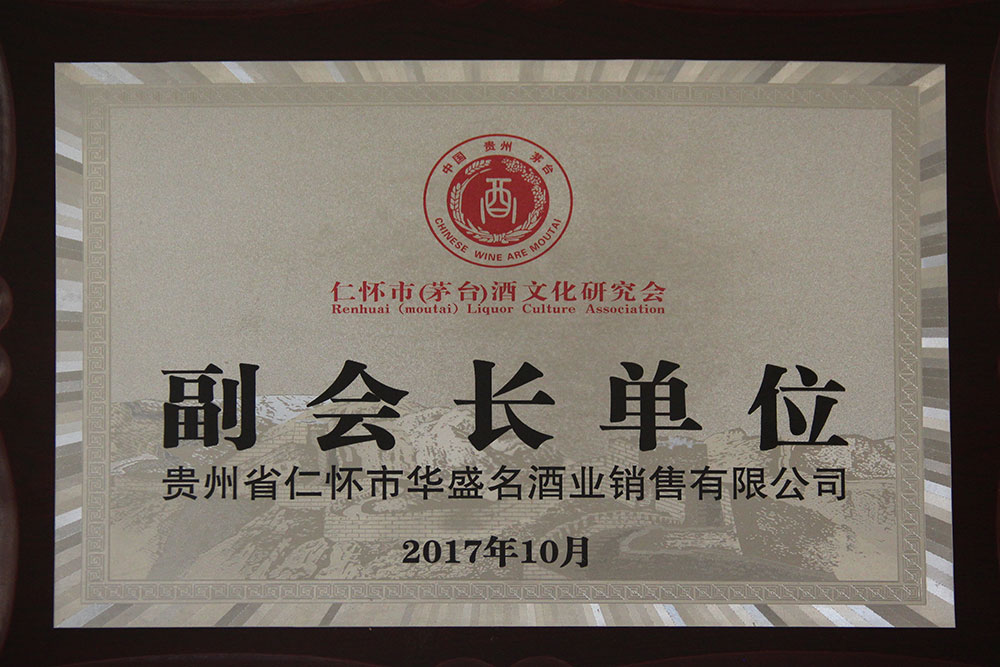 中国 贵州 茅台
酉
CHINESE WINE ARE MOUTAI
仁怀市(茅台)酒文化研究会
Renhuai (moutai) Liquor Culture Association
副会长单位
贵州省仁怀市华盛名酒业销售有限公司
2017年10月